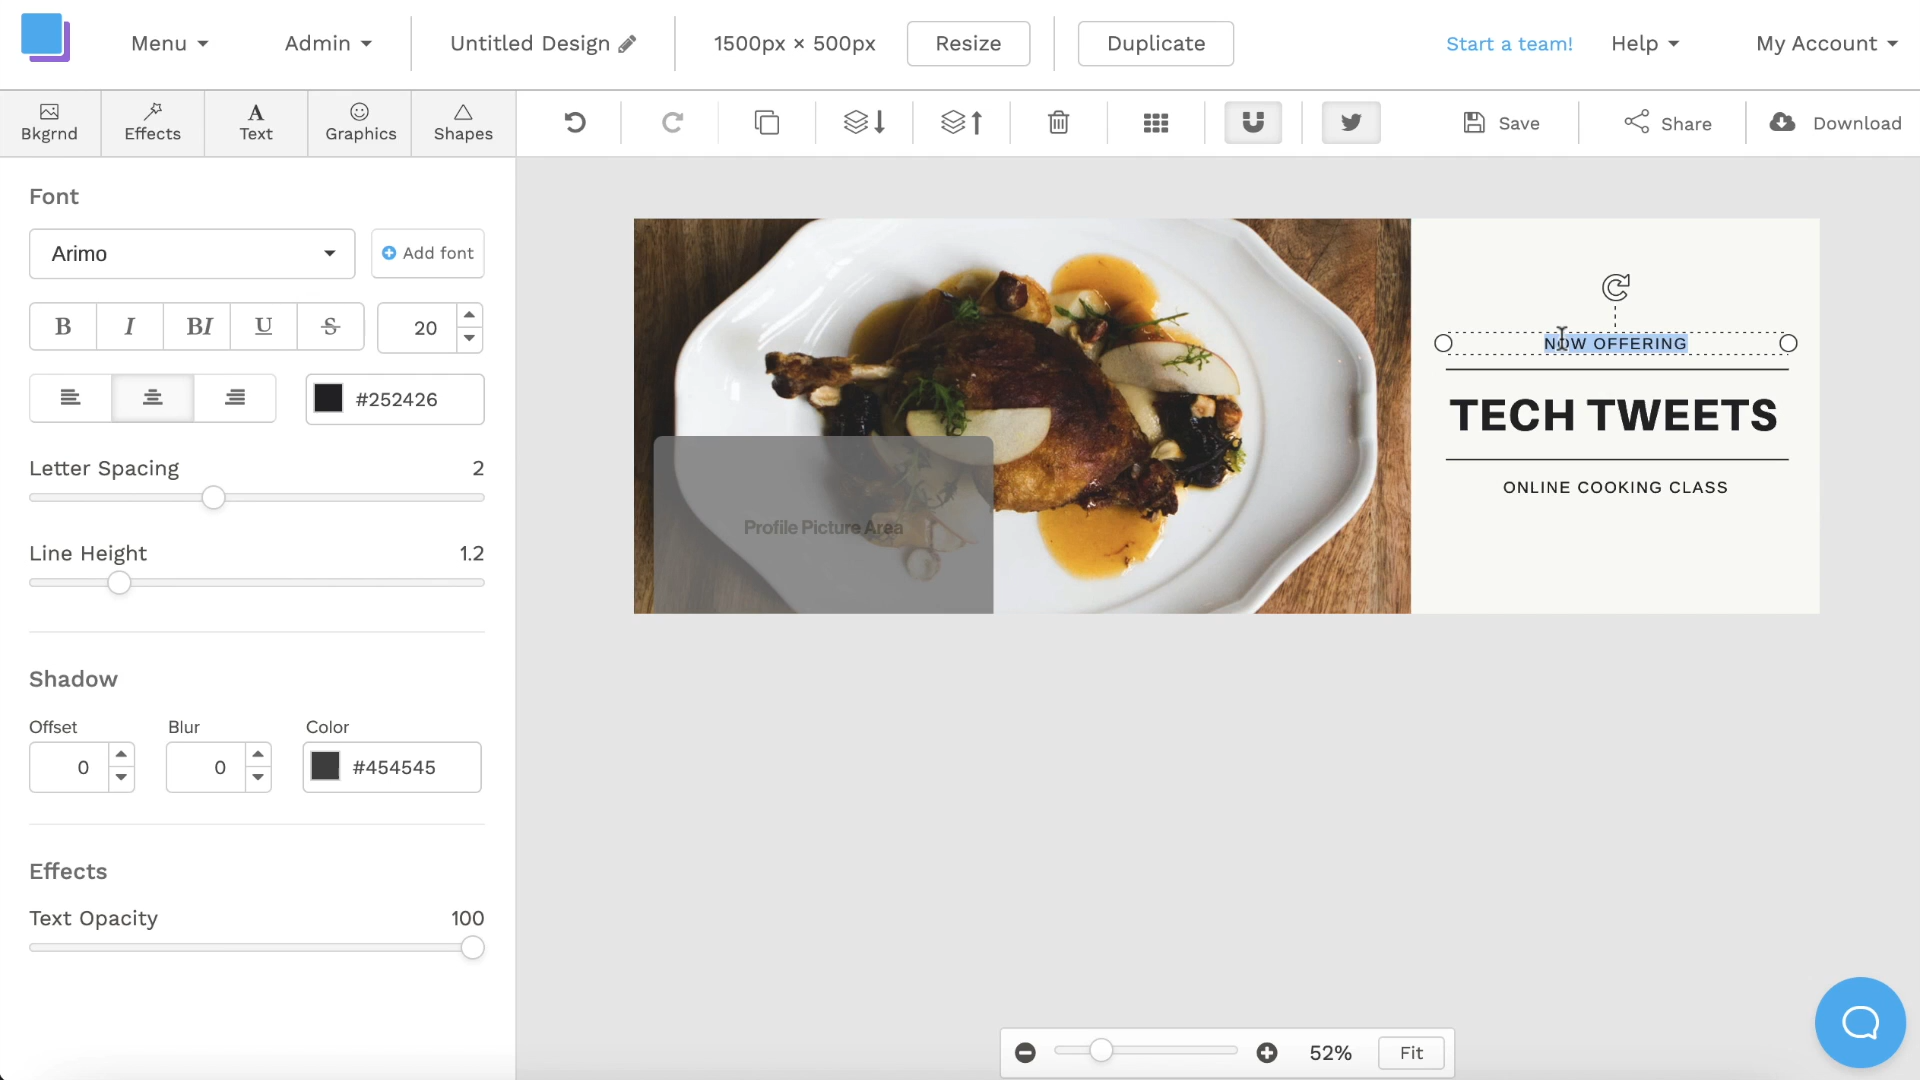 Menu
Admin
Untitled Design
1500px × 500px
Resize
Duplicate
Start a team!
Help
My Account
Bkgrnd
Effects
Text
Graphics
Shapes
Save
Share
Download
Font
Arimo
Add font
B
I
BI
U
S
20
#252426
Letter Spacing
2
Line Height
1.2
Shadow
Offset
Blur
Color
0
0
#454545
Effects
Text Opacity
100
Profile Picture Area
NOW OFFERING
TECH TWEETS
ONLINE COOKING CLASS
52%
Fit